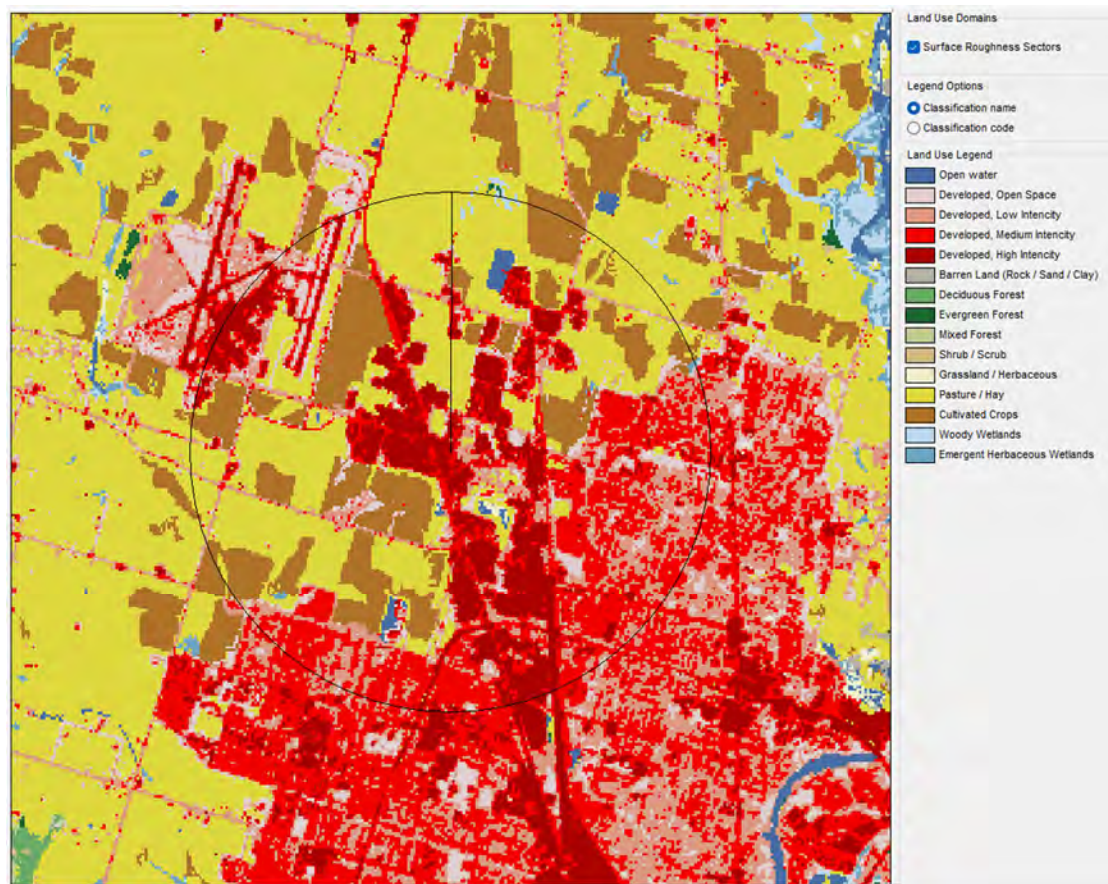 Land Use Domains
Surface Roughness Sectors
Legend Options
Classification name
Classification code
Land Use Legend
Open water
Developed, Open Space
Developed, Low Intencity
Developed, Medium Intencity
Developed, High Intencity
Barren Land (Rock / Sand / Clay)
Deciduous Forest
Evergreen Forest
Mixed Forest
Shrub / Scrub
Grassland / Herbaceous
Pasture / Hay
Cultivated Crops
Woody Wetlands
Emergent Herbaceous Wetlands